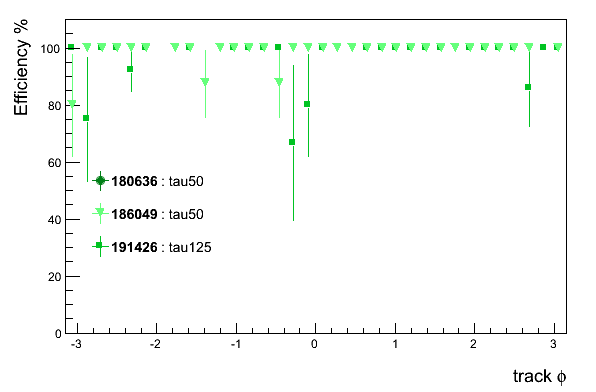 Efficiency %
100
80
60
40
20
0
180636 : tau50
186049 : tau50
191426 : tau125
-3 -2 -1 0 1 2 3
track ϕ